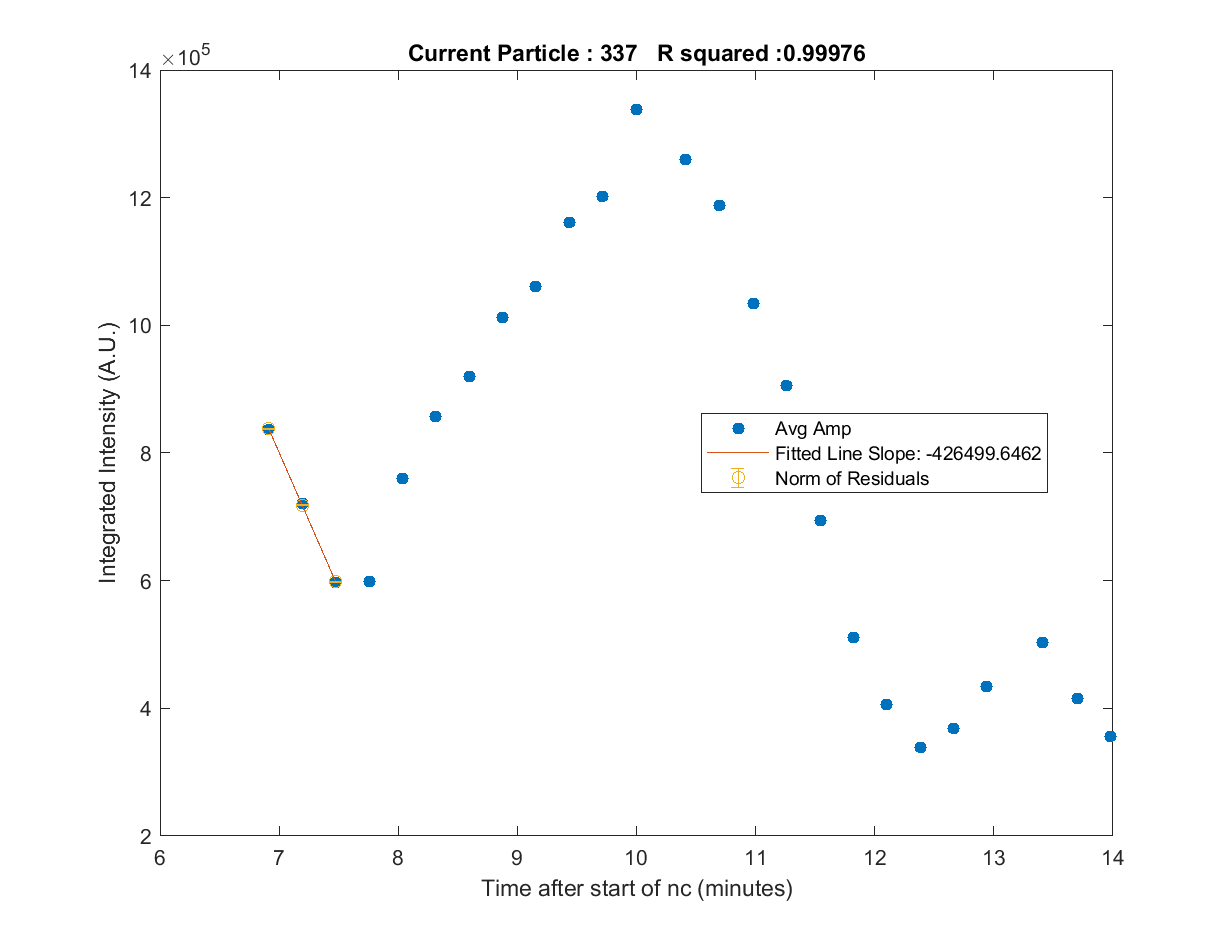 Current Particle : 337   R squared :0.99976
×10^5
14
12
10
8
6
4
2
Integrated Intensity (A.U.)
Avg Amp
Fitted Line Slope: -426499.6462
Norm of Residuals
6 7 8 9 10 11 12 13 14
Time after start of nc (minutes)